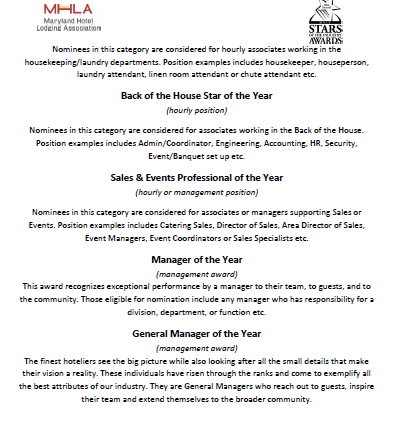 MHLA
Maryland Hotel
Lodging Association
STARS
OF THE INDUSTRY
AWARDS
Nominees in this category are considered for hourly associates working in the
housekeeping/laundry departments. Position examples includes housekeeper, houseperson,
laundry attendant, linen room attendant or chute attendant etc.
Back of the House Star of the Year
(hourly position)
Nominees in this category are considered for associates working in the Back of the House.
Position examples includes Admin/Coordinator, Engineering, Accounting, HR, Security,
Event/Banquet set up etc.
Sales & Events Professional of the Year
(hourly or management position)
Nominees in this category are considered for associates or managers supporting Sales or
Events. Position examples includes Catering Sales, Director of Sales, Area Director of Sales,
Event Managers, Event Coordinators or Sales Specialists etc.
Manager of the Year
(management award)
This award recognizes exceptional performance by a manager to their team, to guests, and to
the community. Those eligible for nomination include any manager who has responsibility for a
division, department, or function etc.
General Manager of the Year
(management award)
The finest hoteliers see the big picture while also looking after all the small details that make
their vision a reality. These individuals have risen through the ranks and come to exemplify all
the best attributes of our industry. They are General Managers who reach out to guests, inspire
their team and extend themselves to the broader community.